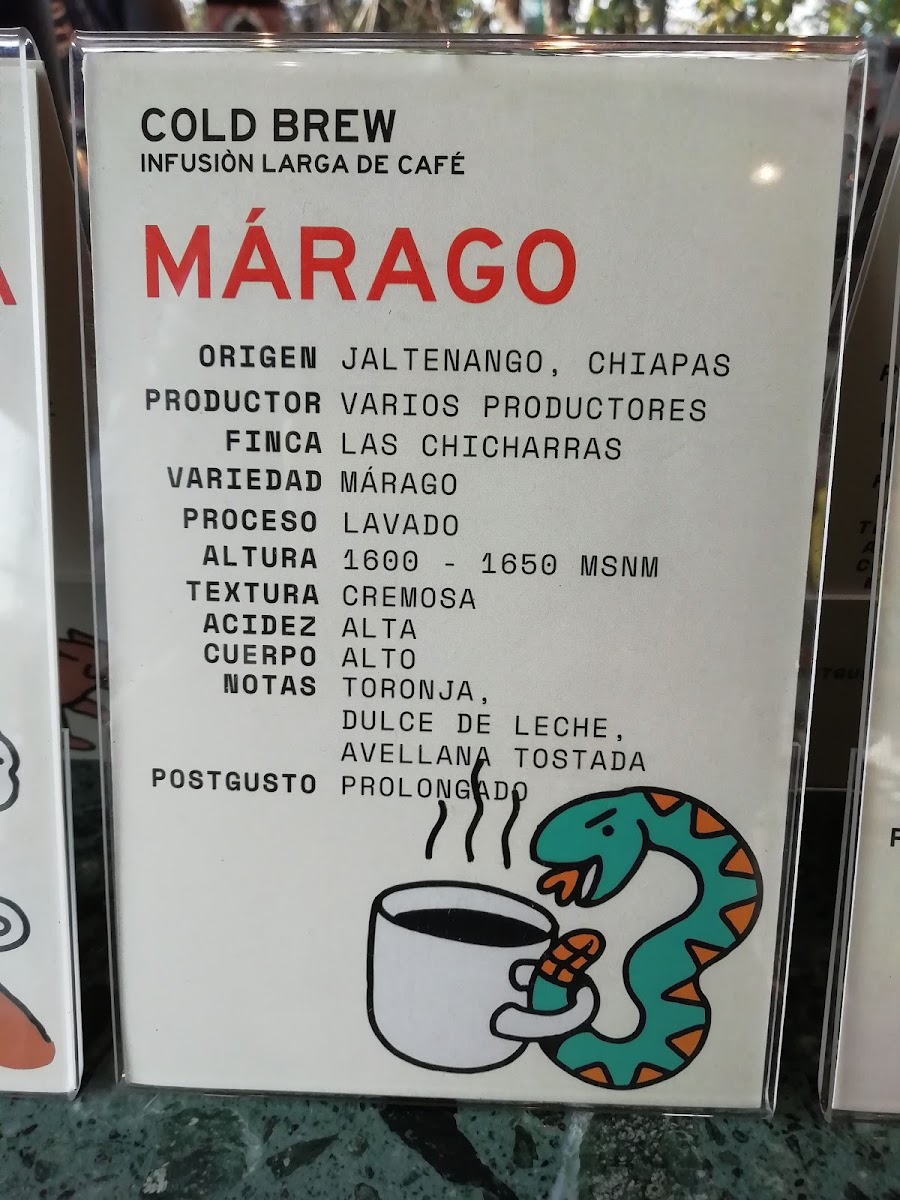 COLD BREW
INFUSIÒN LARGA DE CAFÉ
MÁRAGO
ORIGEN JALTENANGO, CHIAPAS
PRODUCTOR VARIOS PRODUCTORES
FINCA LAS CHICHARRAS
VARIEDAD MÁRAGO
PROCESO LAVADO
ALTURA 1600 - 1650 MSNM
TEXTURA CREMOSA
ACIDEZ ALTA
CUERPO ALTO
NOTAS TORONJA,
DULCE DE LECHE,
AVELLANA TOSTADA
POSTGUSTO PROLONGADO